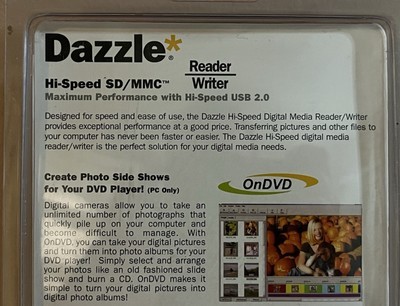 Dazzle*
Reader
Writer
Hi-Speed SD/MMC™
Maximum Performance with Hi-Speed USB 2.0
Designed for speed and ease of use, the Dazzle Hi-Speed Digital Media Reader/Writer
provides exceptional performance at a good price. Transferring pictures and other files to
your computer has never been faster or easier. The Dazzle Hi-Speed digital media
reader/writer is the perfect solution for your digital media needs.
Create Photo Side Shows
for Your DVD Player! (PC Only)
OnDVD
Digital cameras allow you to take an
unlimited number of photographs that
quickly pile up on your computer and
become difficult to manage. With
OnDVD, you can take your digital pictures
and turn them into photo albums for your
DVD player! Simply select and arrange
your photos like an old fashioned slide
show and burn a CD. OnDVD makes it
simple to turn your digital pictures into
digital photo albums!